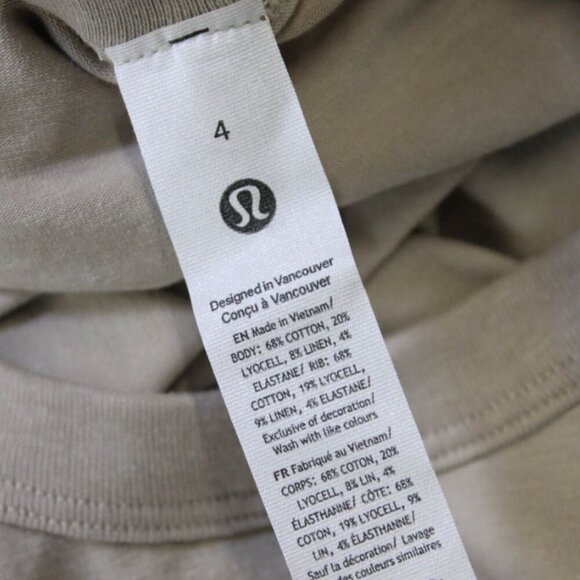 4
Designed in Vancouver
Conçu à Vancouver
EN Made in Vietnam/
BODY: 68% COTTON, 20%
LYOCELL, 8% LINEN, 4%
ELASTANE/ RIB: 68%
COTTON, 19% LYOCELL,
9% LINEN, 4% ELASTANE/
Exclusive of decoration/
Wash with like colours
FR Fabriqué au Vietnam/
CORPS: 68% COTON, 20%
LYOCELL, 8% LIN, 4%
ÉLASTHANNE/ CÔTE: 68%
COTON, 19% LYOCELL, 9%
LIN, 4% ÉLASTHANNE/
Sauf la décoration/ Lavage
des couleurs similaires